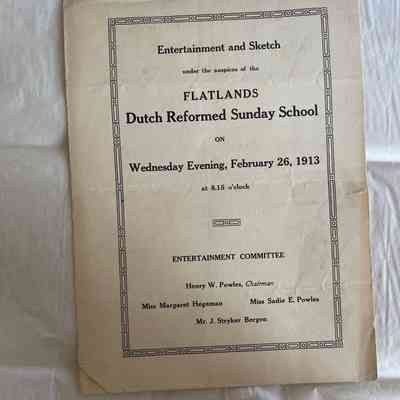 Entertainment and Sketch
under the auspices of the
FLATLANDS
Dutch Reformed Sunday School
ON
Wednesday Evening, February 26, 1913
at 8.15 o'clock
ENTERTAINMENT COMMITTEE
Henry W. Powles, Chairman
Miss Margaret Hegeman Miss Sadie E. Powles
Mr. J. Stryker Bergen